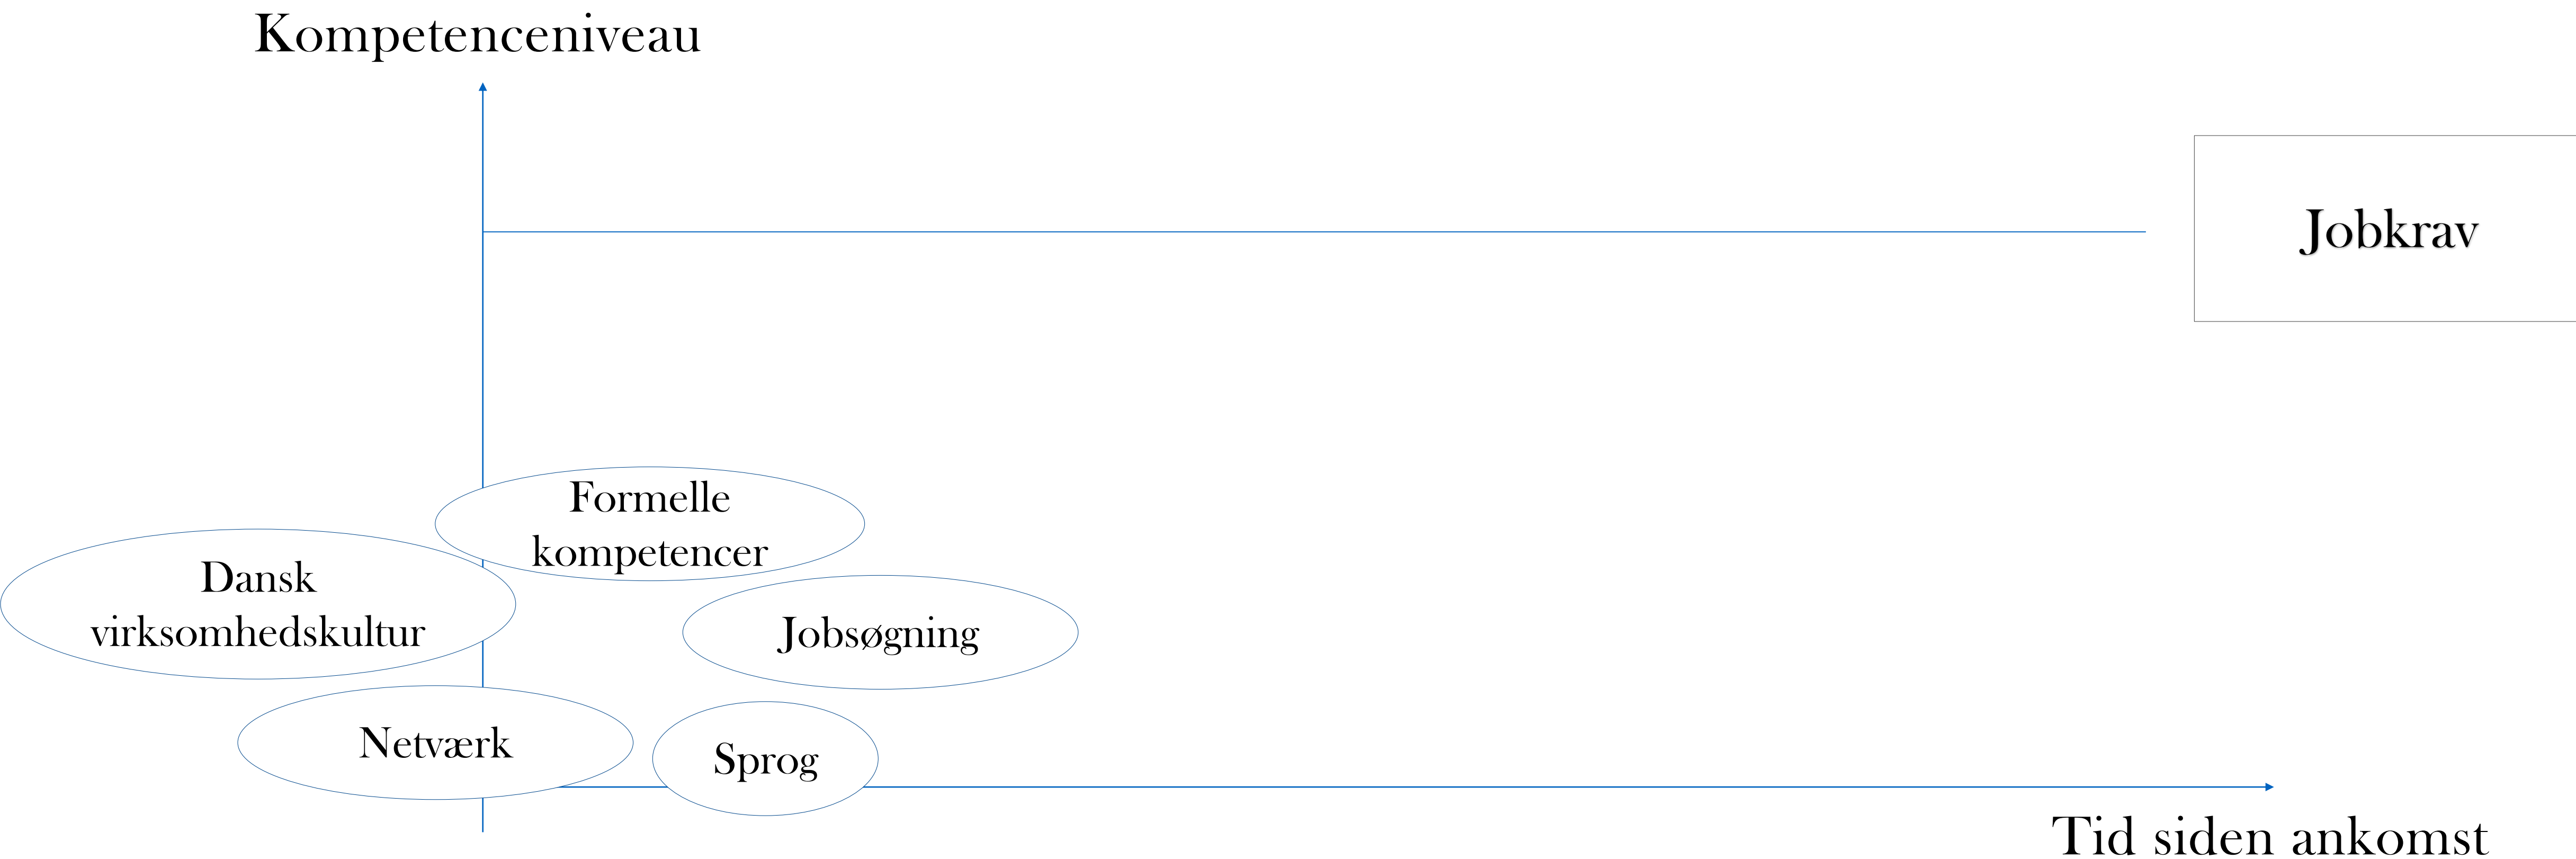 Kompetenceniveau
Jobkrav
Formelle
kompetencer
Dansk
virksomhedskultur
Jobsøgning
Netværk
Sprog
Tid siden ankomst